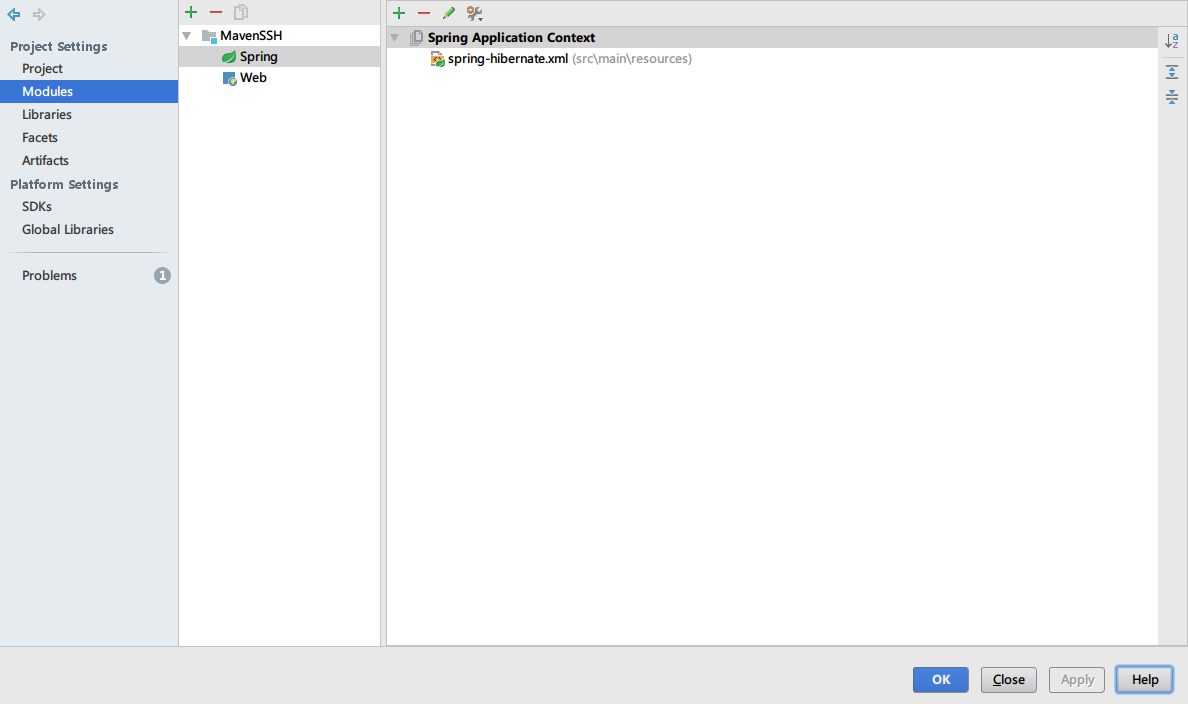 Project Settings
Project
Modules
Libraries
Facets
Artifacts
Platform Settings
SDKs
Global Libraries
Problems 1
MavenSSH
Spring
Web
Spring Application Context
spring-hibernate.xml (src\main\resources)
a
z
OK Close Apply Help